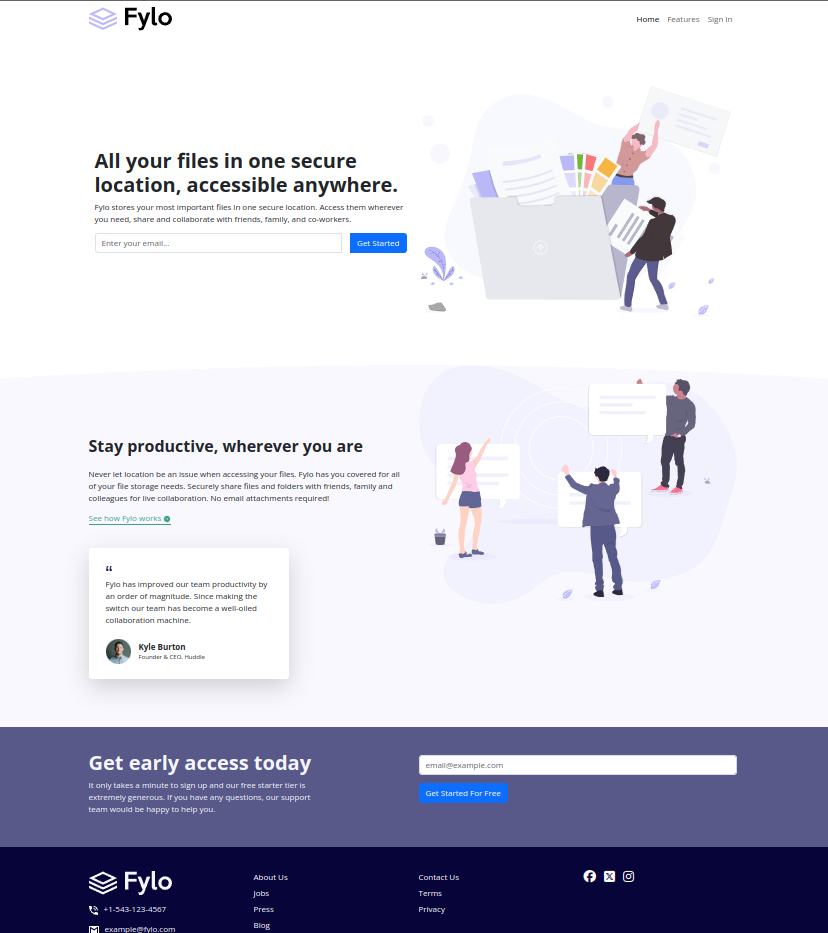 Fylo
Home Features Sign In
All your files in one secure
location, accessible anywhere.
Fylo stores your most important files in one secure location. Access them wherever
you need, share and collaborate with friends, family, and co-workers.
Enter your email...
Get Started
Stay productive, wherever you are
Never let location be an issue when accessing your files. Fylo has you covered for all
of your file storage needs. Securely share files and folders with friends, family and
colleagues for live collaboration. No email attachments required!
See how Fylo works
“
Fylo has improved our team productivity by
an order of magnitude. Since making the
switch our team has become a well-oiled
collaboration machine.
Kyle Burton
Founder & CEO, Huddle
Get early access today
It only takes a minute to sign up and our free starter tier is
extremely generous. If you have any questions, our support
team would be happy to help you.
email@example.com
Get Started For Free
Fylo
+1-543-123-4567
example@fylo.com
About Us
Jobs
Press
Blog
Contact Us
Terms
Privacy